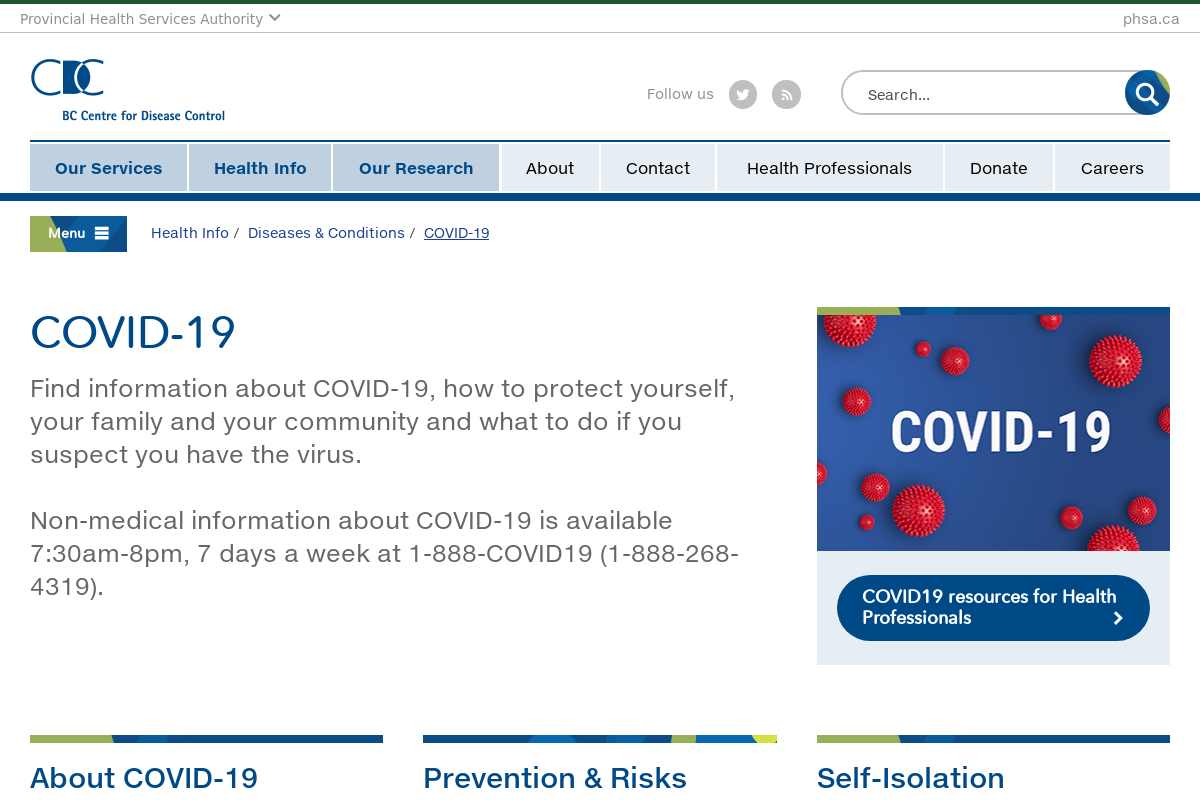 Provincial Health Services Authority
phsa.ca
CDC
BC Centre for Disease Control
Follow us
Search...
Our Services
Health Info
Our Research
About
Contact
Health Professionals
Donate
Careers
Menu
Health Info / Diseases & Conditions / COVID-19
COVID-19
Find information about COVID-19, how to protect yourself,
your family and your community and what to do if you
suspect you have the virus.
Non-medical information about COVID-19 is available
7:30am-8pm, 7 days a week at 1-888-COVID19 (1-888-268-
4319).
COVID-19
COVID19 resources for Health
Professionals
About COVID-19
Prevention & Risks
Self-Isolation